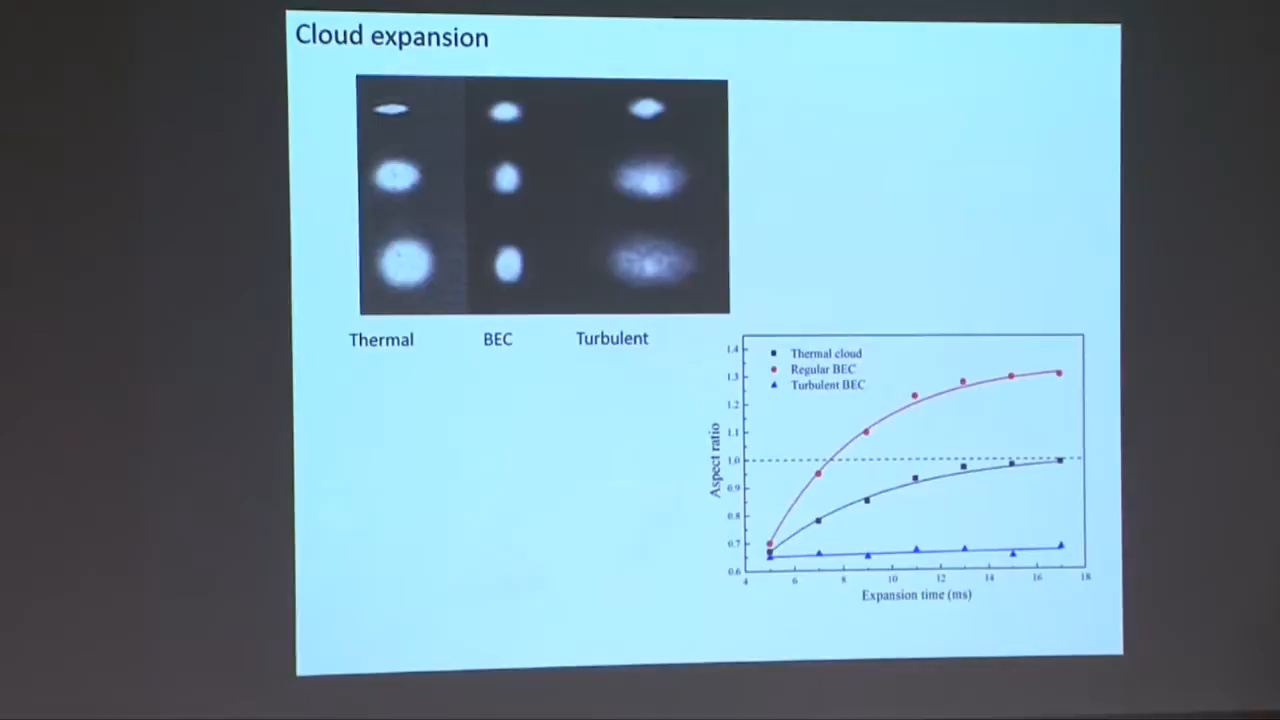 Cloud expansion
Thermal BEC Turbulent
Thermal cloud
Regular BEC
Turbulent BEC
1.4
1.3
1.2
1.1
1.0
0.9
0.8
0.7
0.6
Aspect ratio
4 6 8 10 12 14 16 18
Expansion time (ms)